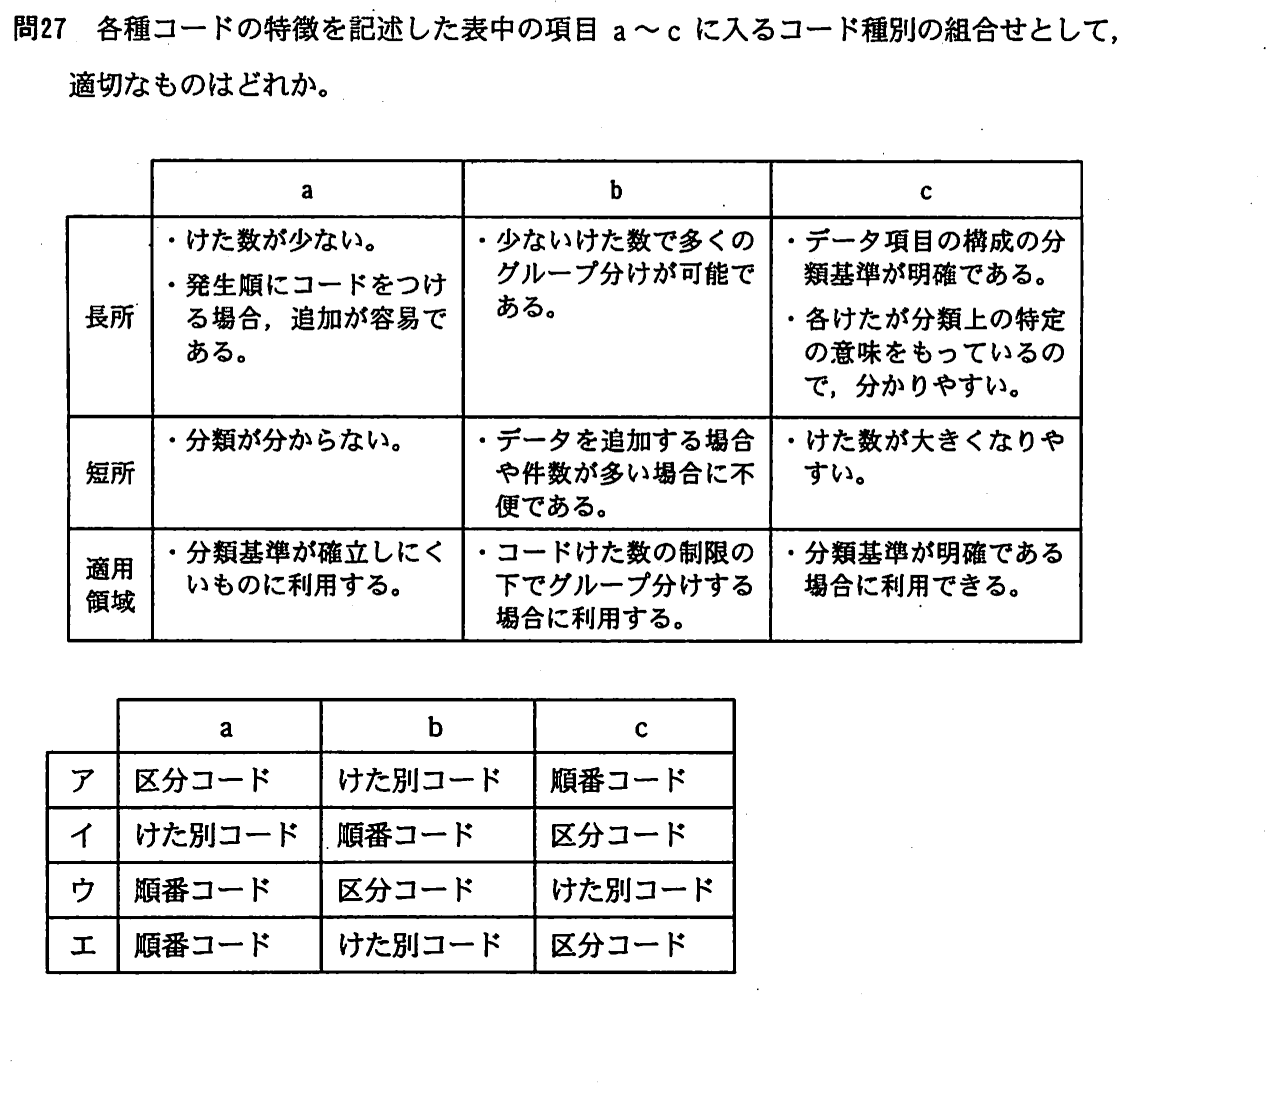 問27 各種コードの特徴を記述した表中の項目 a～c に入るコード種別の組合せとして，
適切なものはどれか。
a b c
長所
・けた数が少ない。
・発生順にコードをつけ
る場合，追加が容易で
ある。
・少ないけた数で多くの
グループ分けが可能で
ある。
・データ項目の構成の分
類基準が明確である。
・各けたが分類上の特定
の意味をもっているの
で，分かりやすい。
短所
・分類が分からない。
・データを追加する場合
や件数が多い場合に不
便である。
・けた数が大きくなりや
すい。
適用
領域
・分類基準が確立しにく
いものに利用する。
・コードけた数の制限の
下でグループ分けする
場合に利用する。
・分類基準が明確である
場合に利用できる。
a b c
ア 区分コード けた別コード 順番コード
イ けた別コード 順番コード 区分コード
ウ 順番コード 区分コード けた別コード
エ 順番コード けた別コード 区分コード